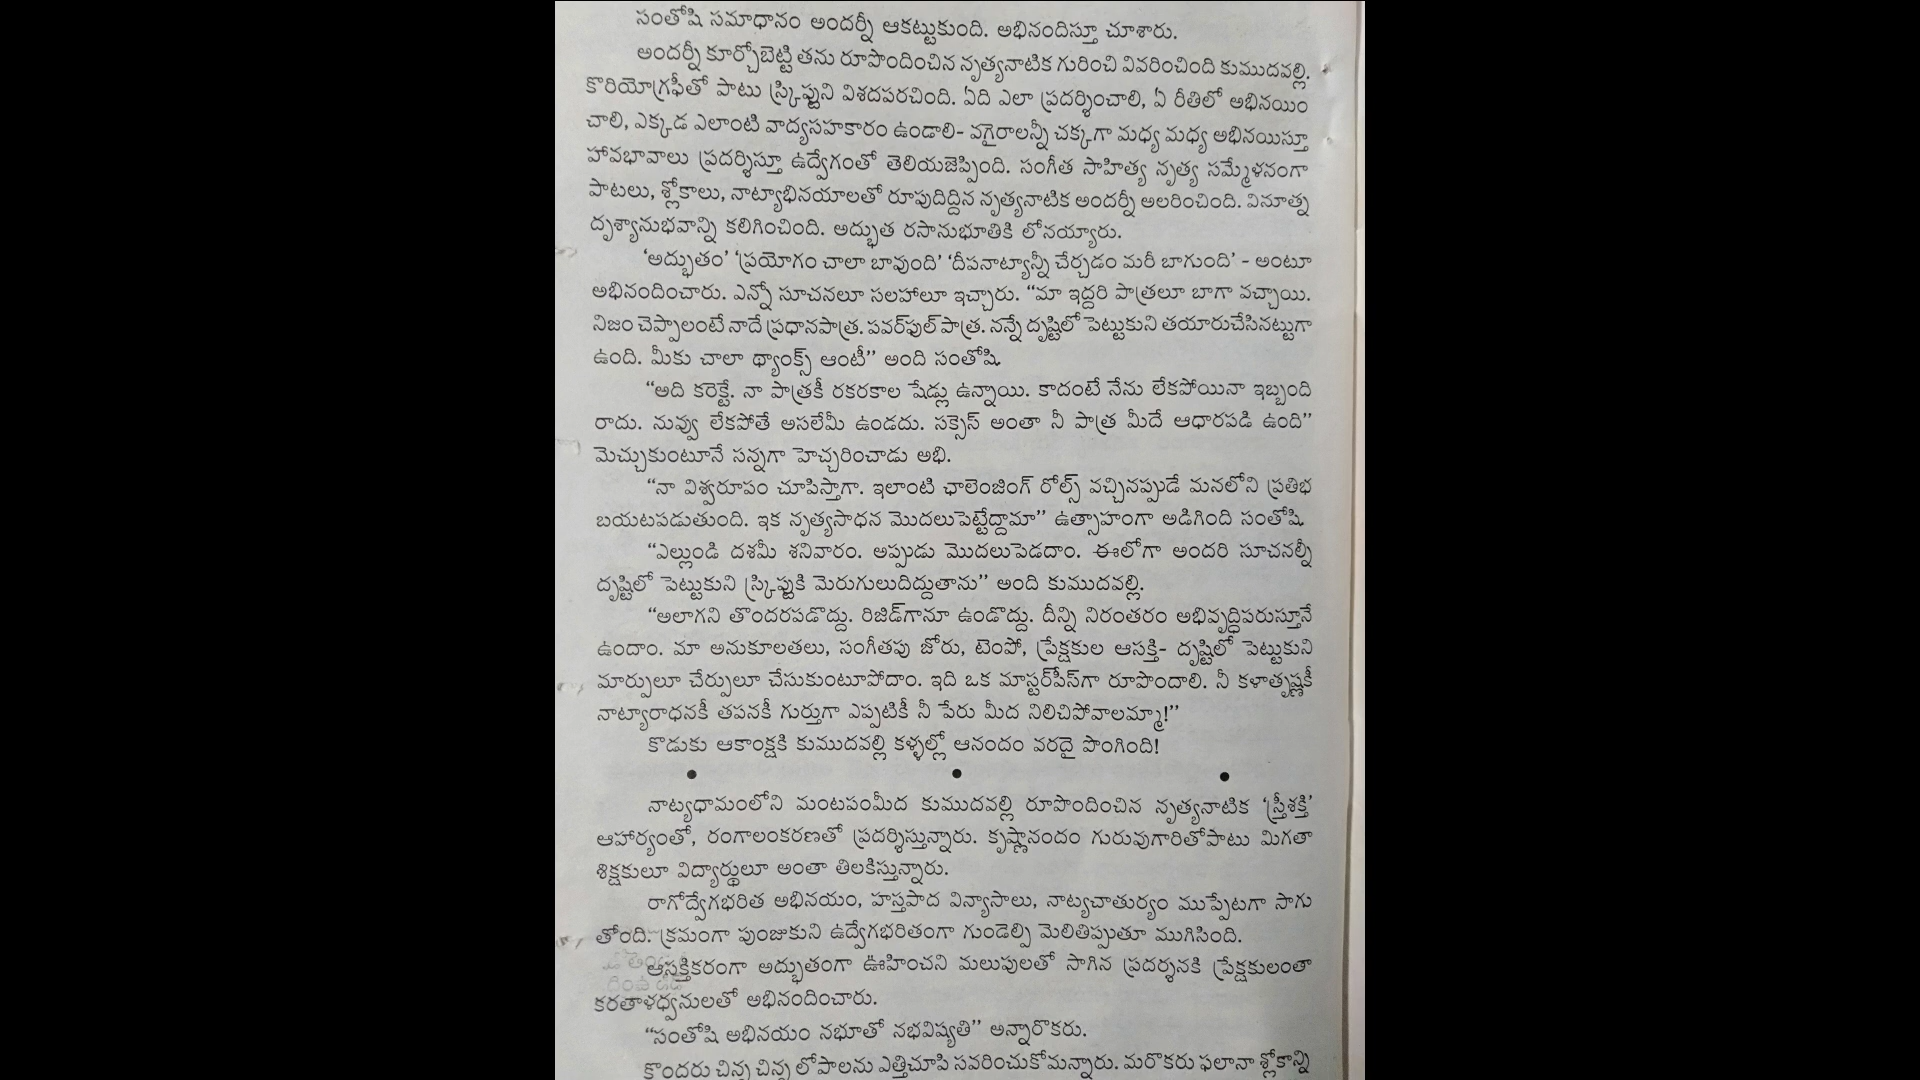 సంతోషి సమాధానం అందర్నీ ఆకట్టుకుంది. అభినందిస్తూ చూశారు.
అందర్నీ కూర్చోబెట్టి తను రూపొందించిన నృత్యనాటిక గురించి వివరించింది కుముదవల్లి.
కొరియోగ్రఫీతో పాటు స్క్రిప్టుని విశదపరచింది. ఏది ఎలా ప్రదర్శించాలి, ఏ రీతిలో అభినయిం
చాలి, ఎక్కడ ఎలాంటి వాద్యసహకారం ఉండాలి- వగైరాలన్నీ చక్కగా మధ్య మధ్య అభినయిస్తూ
హావభావాలు ప్రదర్శిస్తూ ఉద్వేగంతో తెలియజెప్పింది. సంగీత సాహిత్య నృత్య సమ్మేళనంగా
పాటలు, శ్లోకాలు, నాట్యాభినయాలతో రూపుదిద్దిన నృత్యనాటిక అందర్నీ అలరించింది. వినూత్న
దృశ్యానుభవాన్ని కలిగించింది. అద్భుత రసానుభూతికి లోనయ్యారు.
‘అద్భుతం’ ‘ప్రయోగం చాలా బావుంది’ ‘దీపనాట్యాన్నీ చేర్చడం మరీ బాగుంది’ - అంటూ
అభినందించారు. ఎన్నో సూచనలూ సలహాలూ ఇచ్చారు. “మా ఇద్దరి పాత్రలూ బాగా వచ్చాయి.
నిజం చెప్పాలంటే నాదే ప్రధానపాత్ర. పవర్‌ఫుల్ పాత్ర. నన్నే దృష్టిలో పెట్టుకుని తయారుచేసినట్టుగా
ఉంది. మీకు చాలా థ్యాంక్స్ ఆంటీ” అంది సంతోషి.
“అది కరెక్టే. నా పాత్రకీ రకరకాల షేడ్లు ఉన్నాయి. కాదంటే నేను లేకపోయినా ఇబ్బంది
రాదు. నువ్వు లేకపోతే అసలేమీ ఉండదు. సక్సెస్ అంతా నీ పాత్ర మీదే ఆధారపడి ఉంది”
మెచ్చుకుంటూనే సన్నగా హెచ్చరించాడు అభి.
“నా విశ్వరూపం చూపిస్తాగా. ఇలాంటి ఛాలెంజింగ్ రోల్స్ వచ్చినప్పుడే మనలోని ప్రతిభ
బయటపడుతుంది. ఇక నృత్యసాధన మొదలుపెట్టేద్దామా” ఉత్సాహంగా అడిగింది సంతోషి.
“ఎల్లుండి దశమీ శనివారం. అప్పుడు మొదలుపెడదాం. ఈలోగా అందరి సూచనల్నీ
దృష్టిలో పెట్టుకుని స్క్రిప్టుకి మెరుగులుదిద్దుతాను” అంది కుముదవల్లి.
“అలాగని తొందరపడొద్దు. రిజిడ్‌గానూ ఉండొద్దు. దీన్ని నిరంతరం అభివృద్ధిపరుస్తూనే
ఉందాం. మా అనుకూలతలు, సంగీతపు జోరు, టెంపో, ప్రేక్షకుల ఆసక్తి- దృష్టిలో పెట్టుకుని
మార్పులూ చేర్పులూ చేసుకుంటూపోదాం. ఇది ఒక మాస్టర్‌పీస్‌గా రూపొందాలి. నీ కళాతృష్ణకీ
నాట్యారాధనకీ తపనకీ గుర్తుగా ఎప్పటికీ నీ పేరు మీద నిలిచిపోవాలమ్మా!”
కొడుకు ఆకాంక్షకి కుముదవల్లి కళ్ళల్లో ఆనందం వరదై పొంగింది!
నాట్యధామంలోని మంటపంమీద కుముదవల్లి రూపొందించిన నృత్యనాటిక ‘స్త్రీశక్తి’
ఆహార్యంతో, రంగాలంకరణతో ప్రదర్శిస్తున్నారు. కృష్ణానందం గురువుగారితోపాటు మిగతా
శిక్షకులూ విద్యార్థులూ అంతా తిలకిస్తున్నారు.
రాగోద్వేగభరిత అభినయం, హస్తపాద విన్యాసాలు, నాట్యచాతుర్యం ముప్పేటగా సాగు
తోంది. క్రమంగా పుంజుకుని ఉద్వేగభరితంగా గుండెల్ని మెలితిప్పుతూ ముగిసింది.
ఆసక్తికరంగా అద్భుతంగా ఊహించని మలుపులతో సాగిన ప్రదర్శనకి ప్రేక్షకులంతా
కరతాళధ్వనులతో అభినందించారు.
“సంతోషి అభినయం నభూతో నభవిష్యతి” అన్నారొకరు.
కొందరు చిన్న చిన్న లోపాలను ఎత్తిచూపి సవరించుకోమన్నారు. మరొకరు ఫలానా శ్లోకాన్ని